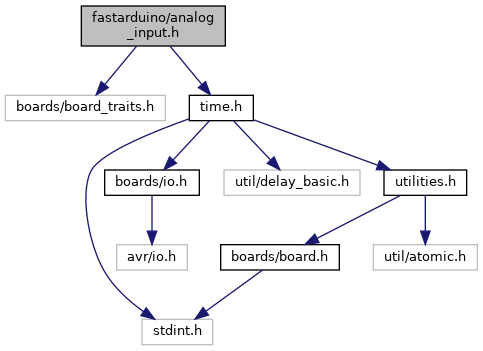 fastarduino/analog
_input.h
boards/board_traits.h
time.h
boards/io.h
util/delay_basic.h
utilities.h
avr/io.h
boards/board.h
util/atomic.h
stdint.h